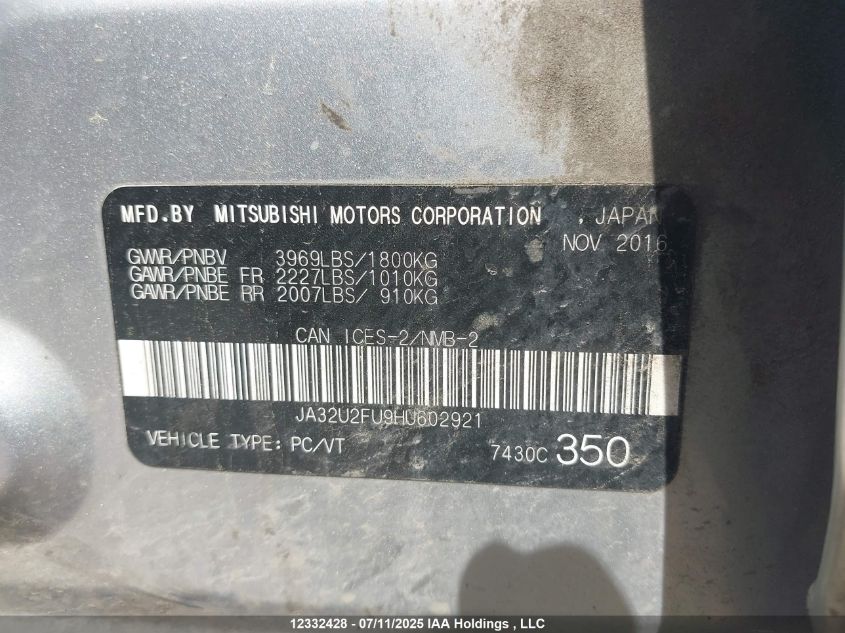 MFD.BY MITSUBISHI MOTORS CORPORATION , JAPAN
NOV 2016
GVWR/PNBV 3969LBS/1800KG
GAWR/PNBE FR 2227LBS/1010KG
GAWR/PNBE RR 2007LBS/ 910KG
CAN ICES-2/NMB-2
JA32U2FU9HU602921
VEHICLE TYPE: PC/VT 7430C 350
12332428 - 07/11/2025 IAA Holdings , LLC